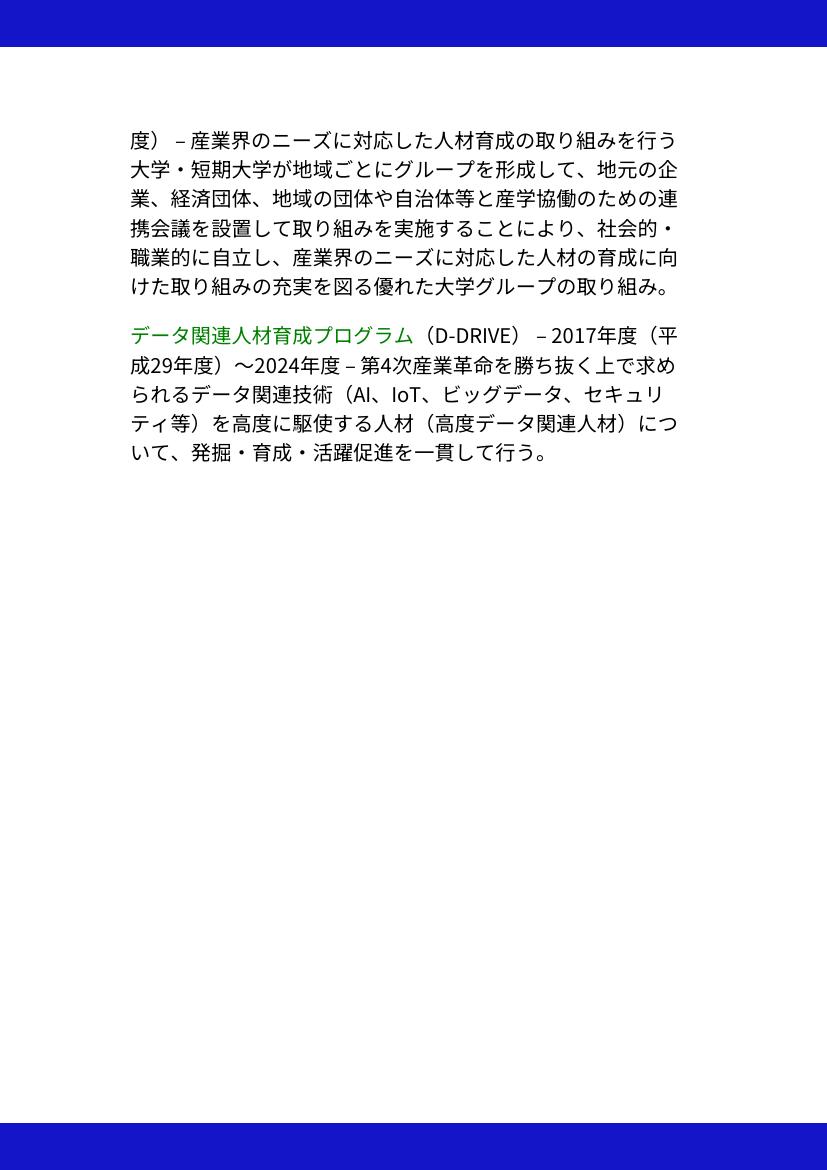 度） – 産業界のニーズに対応した人材育成の取り組みを行う
大学・短期大学が地域ごとにグループを形成して、地元の企
業、経済団体、地域の団体や自治体等と産学協働のための連
携会議を設置して取り組みを実施することにより、社会的・
職業的に自立し、産業界のニーズに対応した人材の育成に向
けた取り組みの充実を図る優れた大学グループの取り組み。
データ関連人材育成プログラム（D-DRIVE） – 2017年度（平
成29年度）〜2024年度 – 第4次産業革命を勝ち抜く上で求め
られるデータ関連技術（AI、IoT、ビッグデータ、セキュリ
ティ等）を高度に駆使する人材（高度データ関連人材）につ
いて、発掘・育成・活躍促進を一貫して行う。